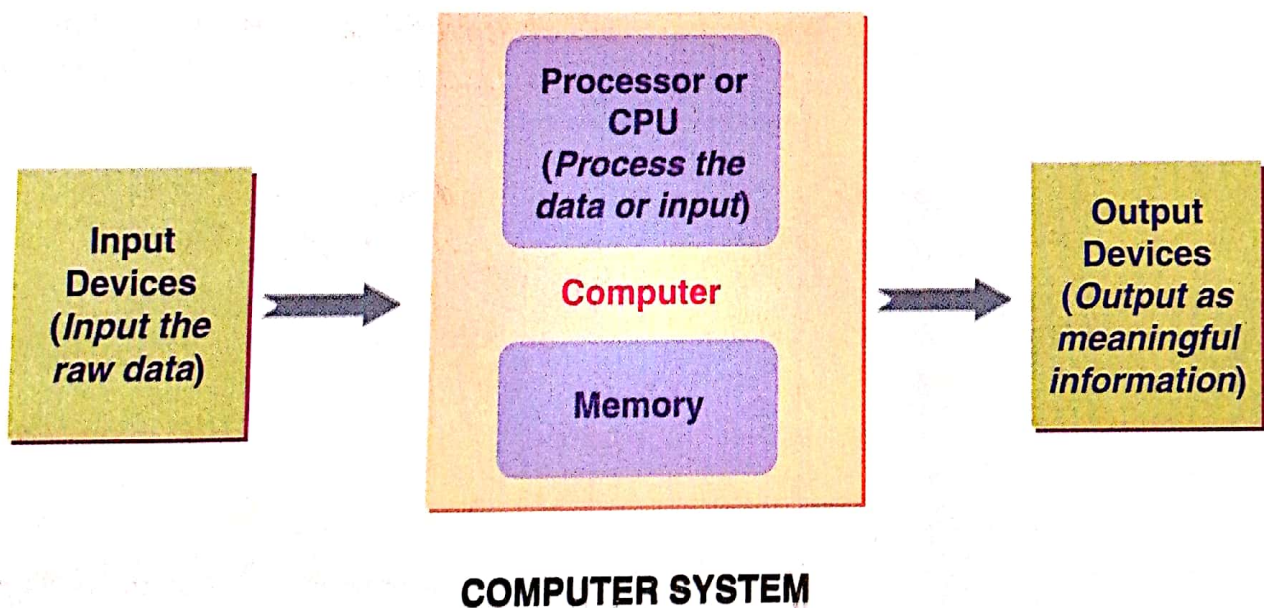 Input
Devices
(Input the
raw data)
Processor or
CPU
(Process the
data or input)
Computer
Memory
Output
Devices
(Output as
meaningful
information)
COMPUTER SYSTEM